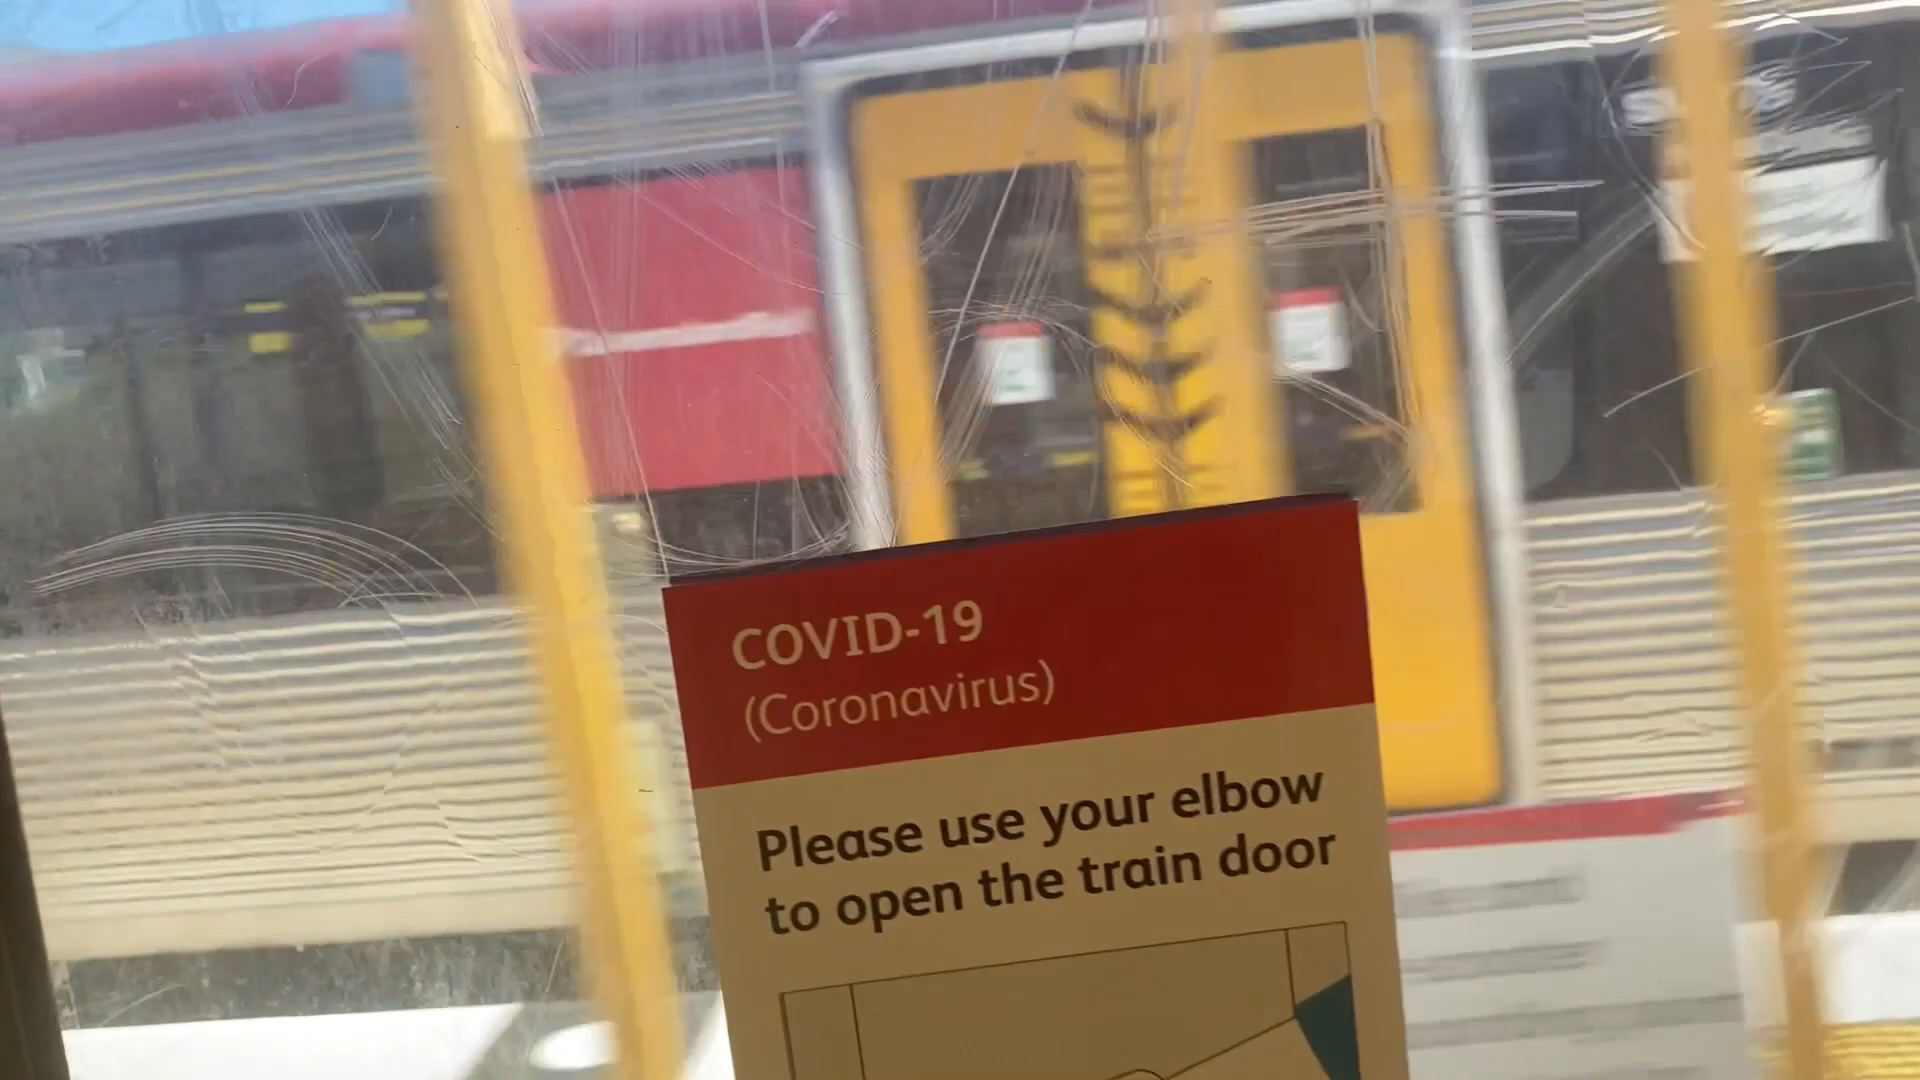 COVID-19
(Coronavirus)
Please use your elbow
to open the train door